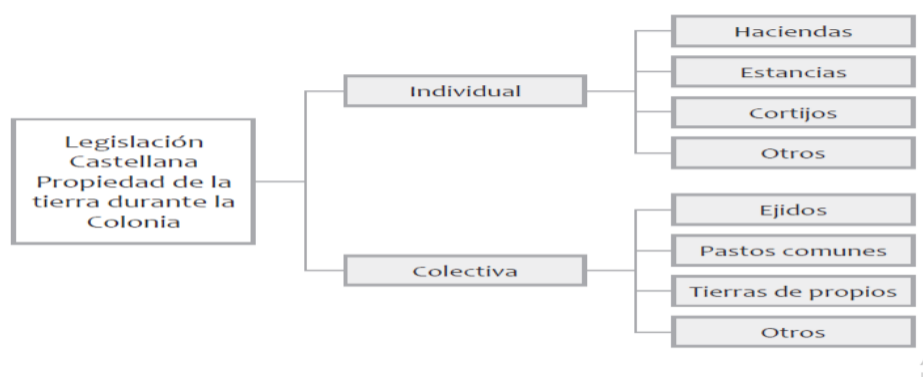 Legislación
Castellana
Propiedad de la
tierra durante la
Colonia
Individual
Haciendas
Estancias
Cortijos
Otros
Colectiva
Ejidos
Pastos comunes
Tierras de propios
Otros